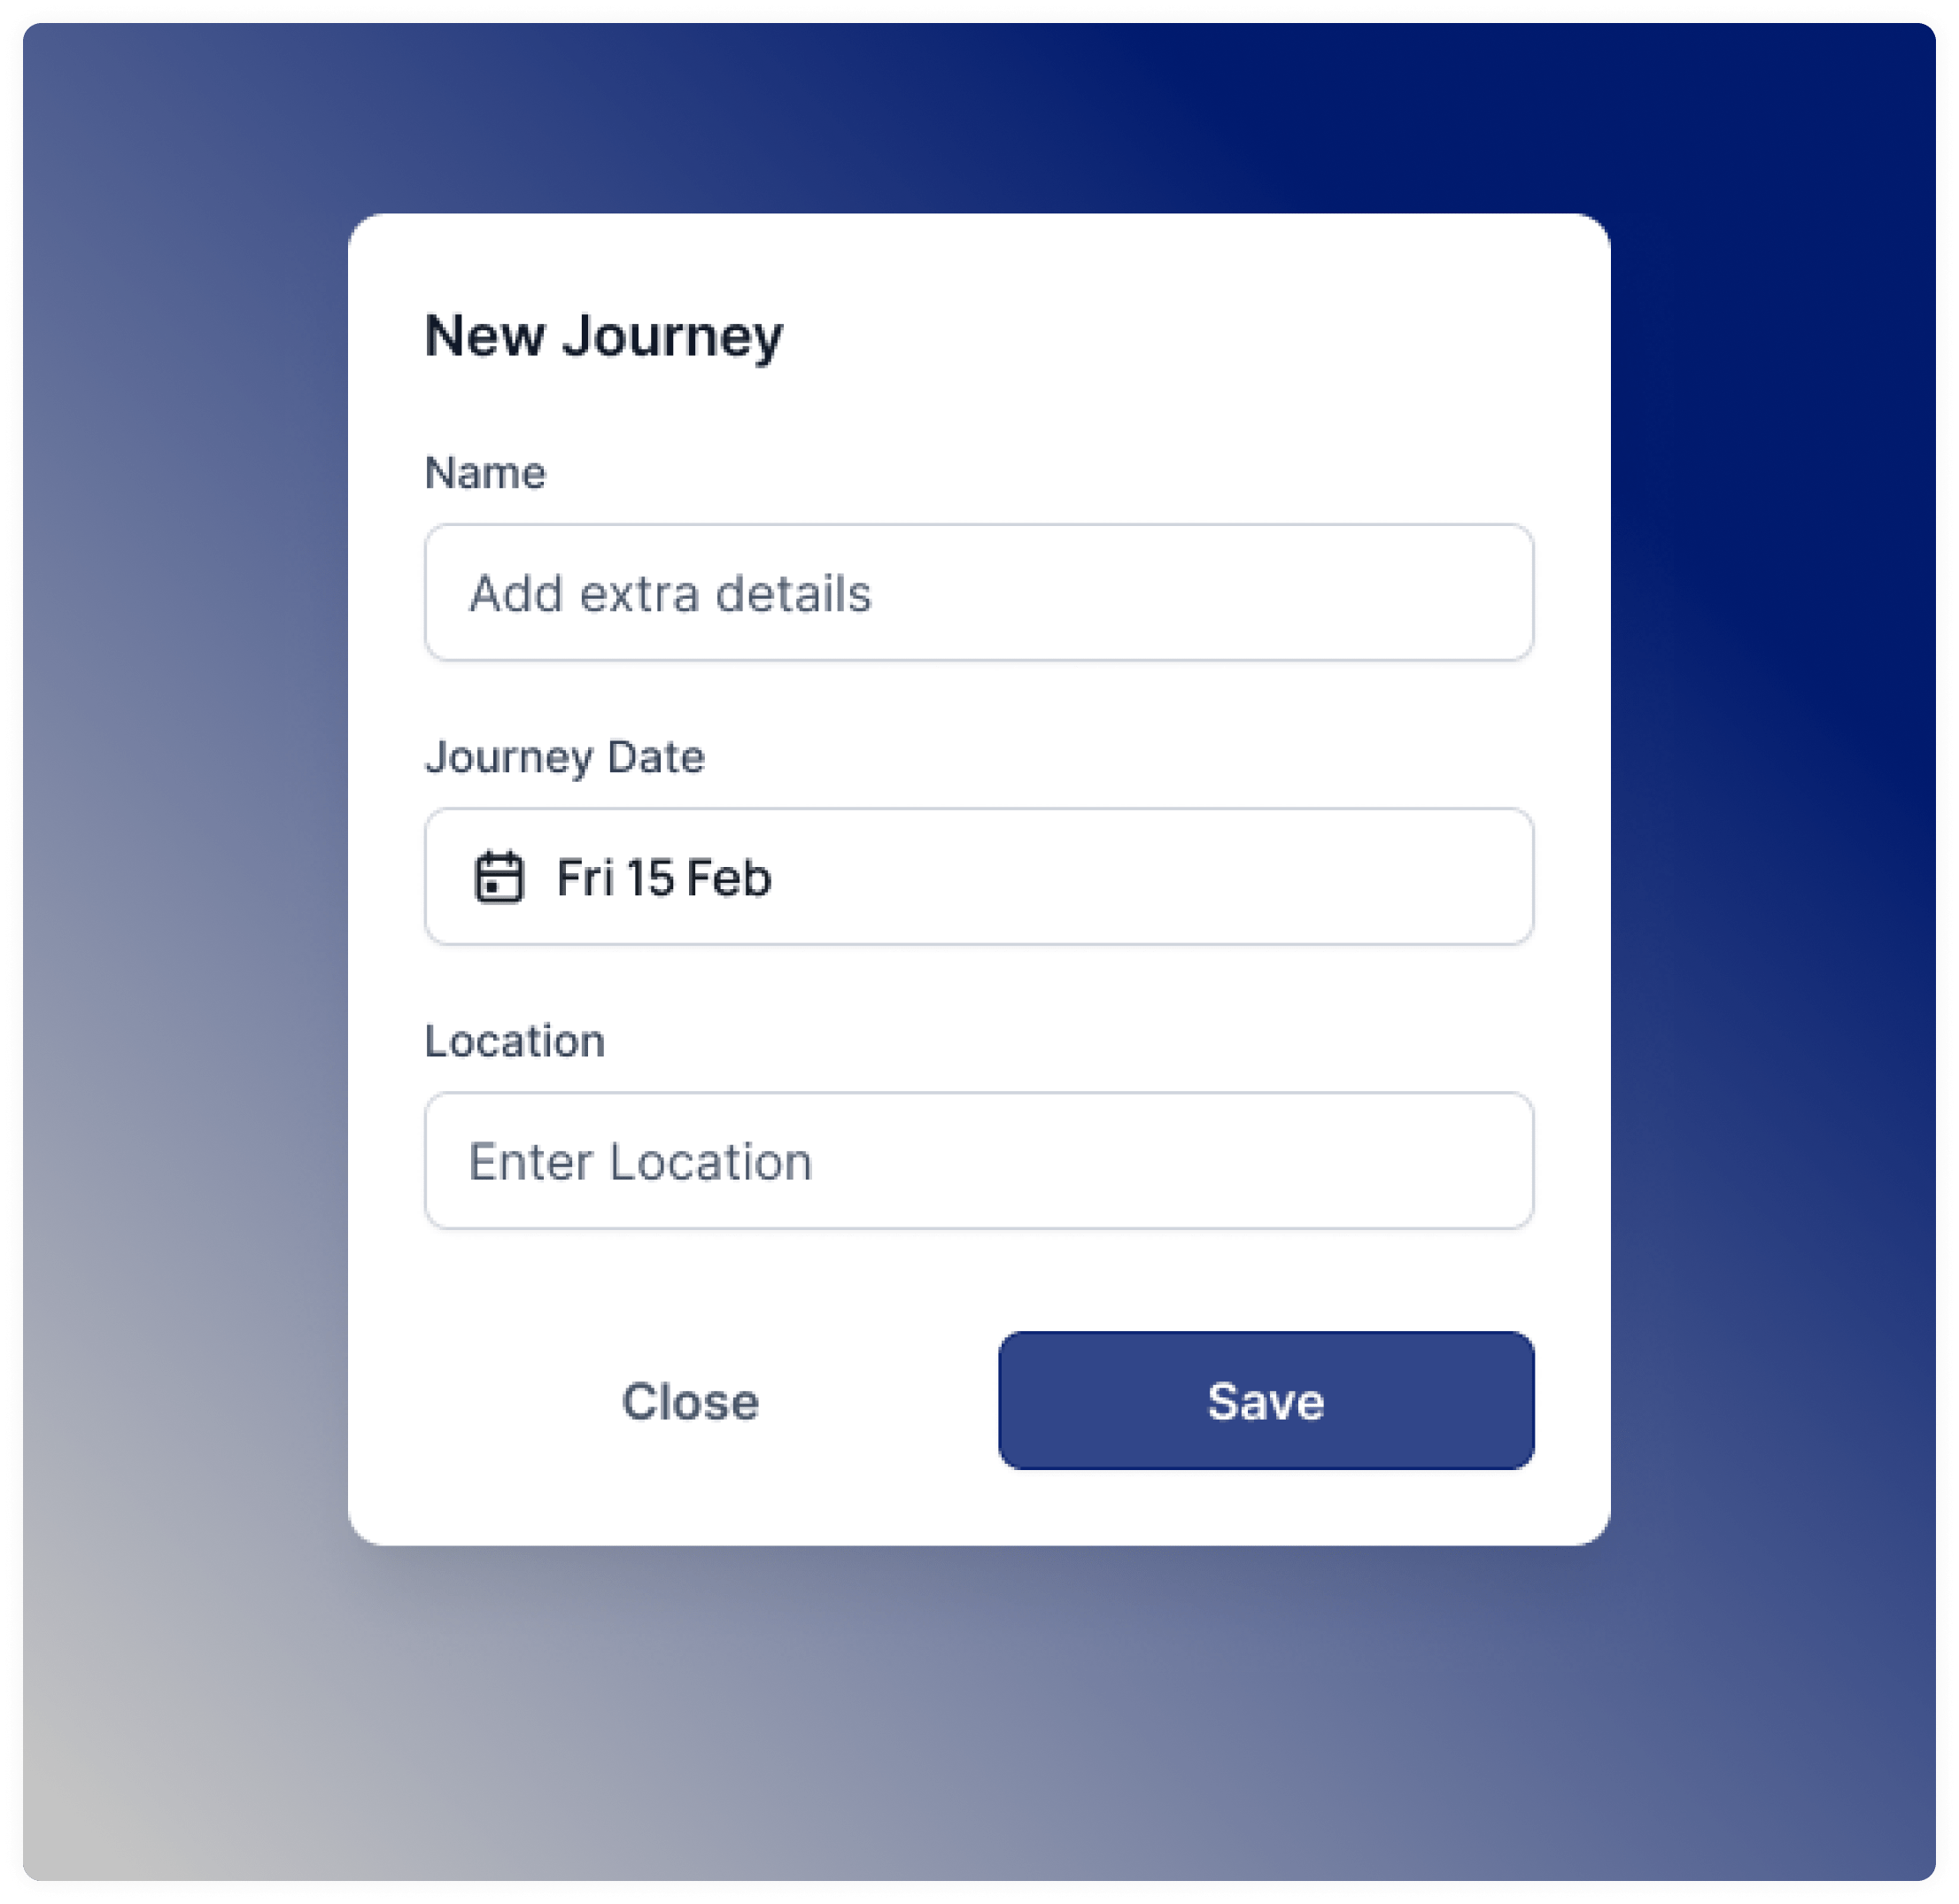 New Journey
Name
Add extra details
Journey Date
Fri 15 Feb
Location
Enter Location
Close
Save